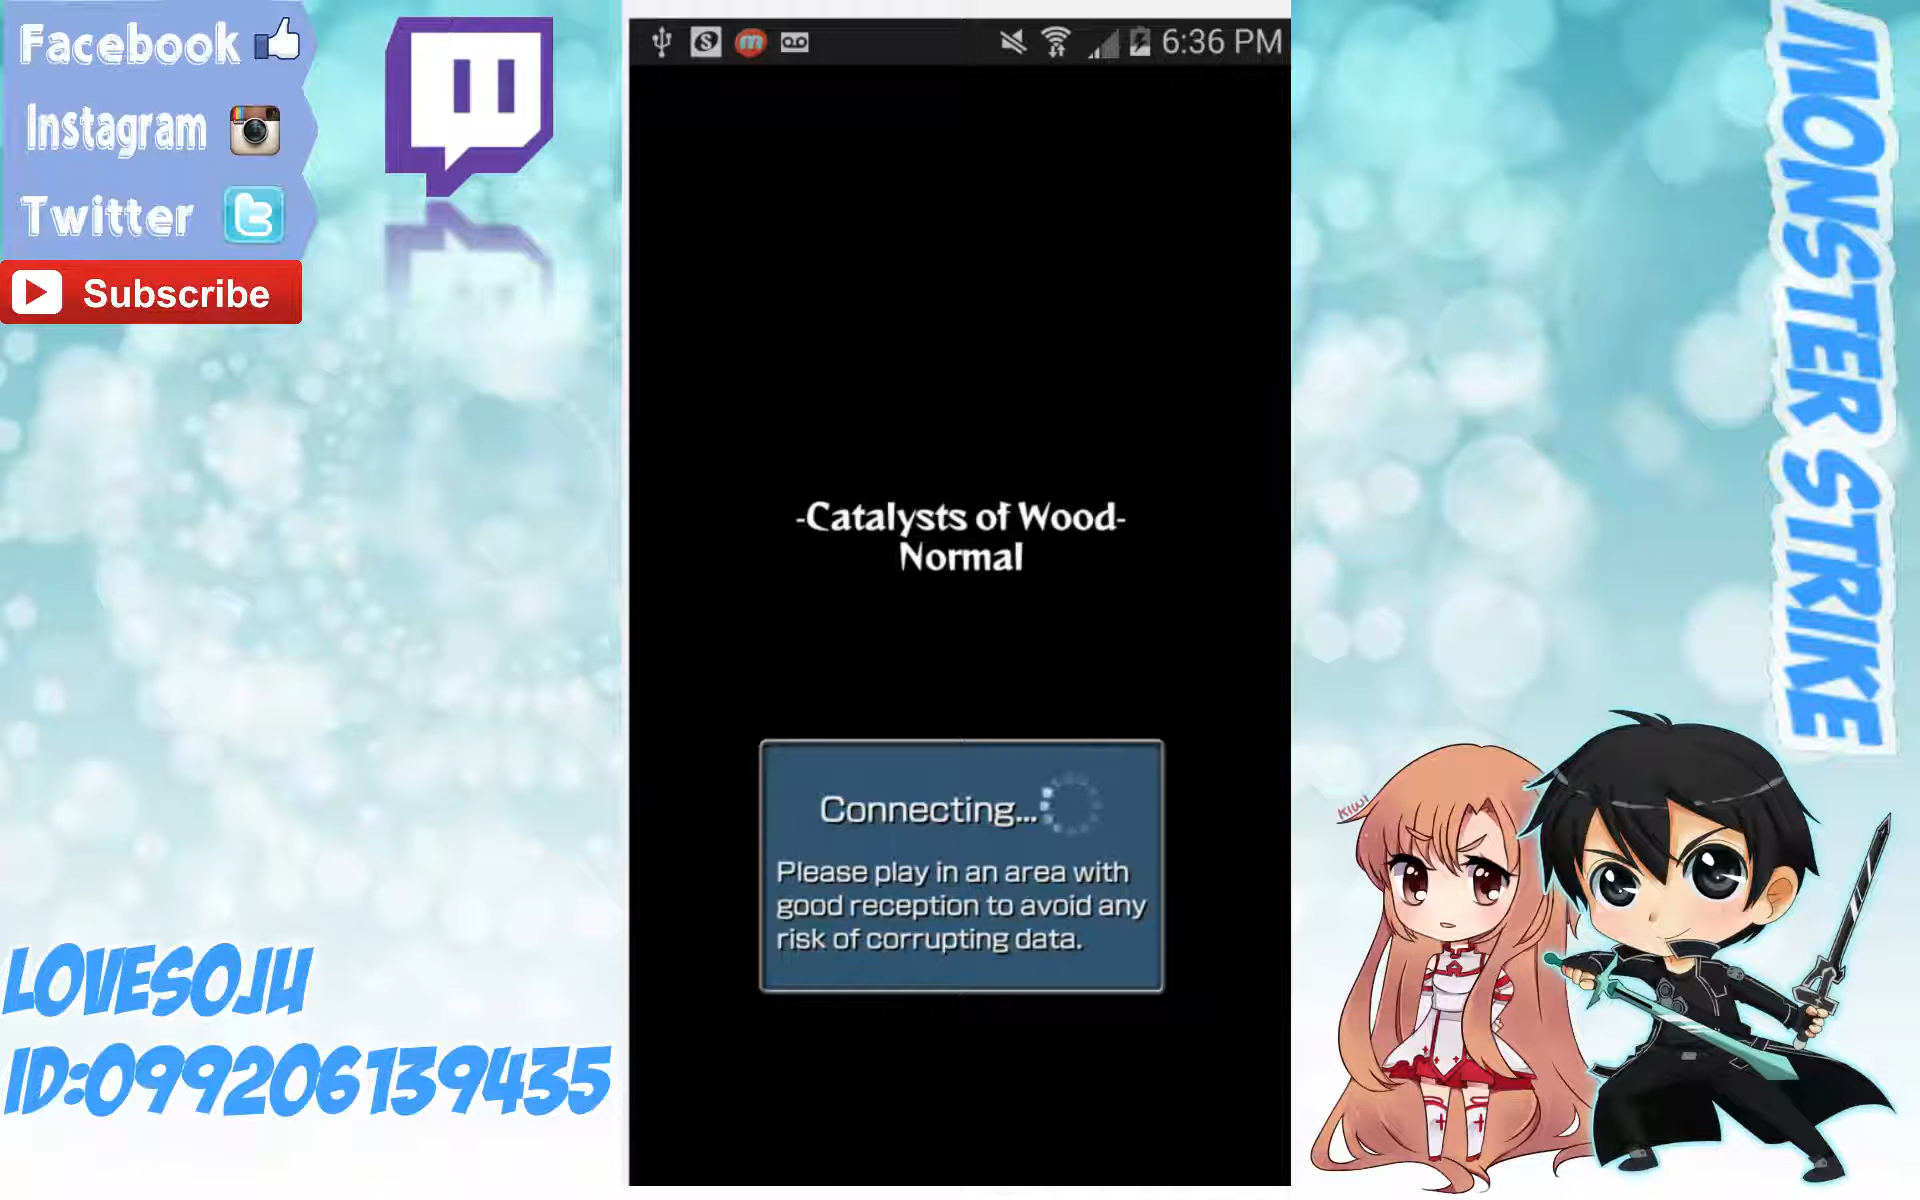 Facebook
Instagram
Twitter
Subscribe
6:36 PM
-Catalysts of Wood-
Normal
Connecting...
Please play in an area with
good reception to avoid any
risk of corrupting data.
LOVESOJU
ID:099206139435
MONSTER STRIKE
KIWI